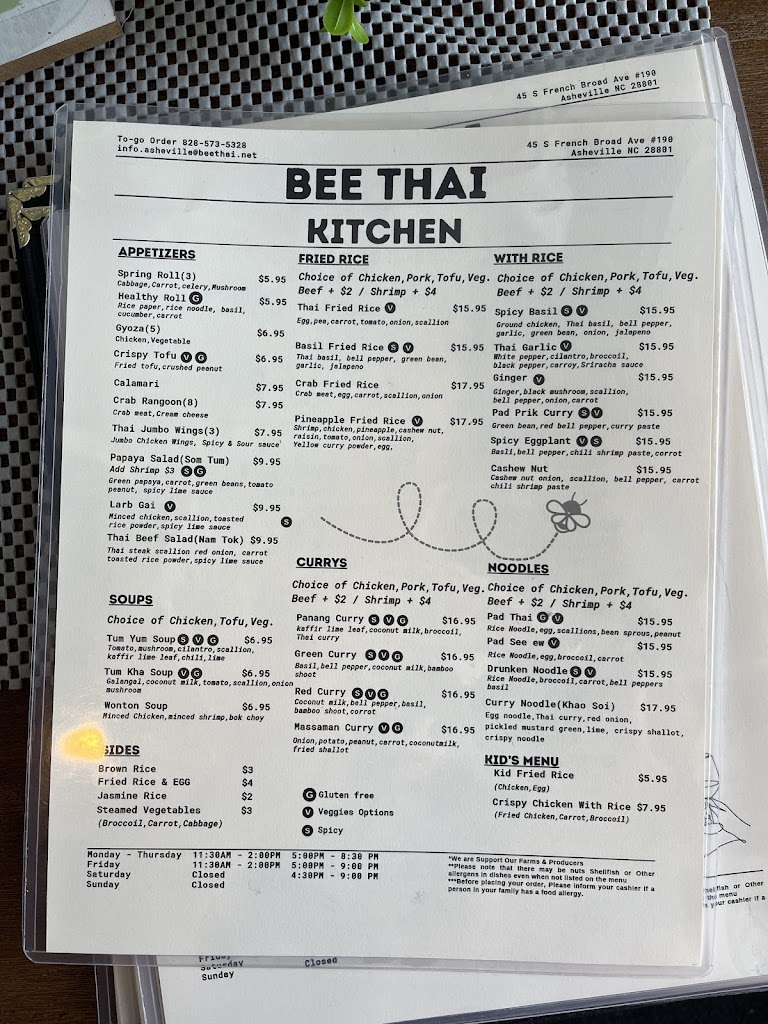 45 S French Broad Ave #190
Asheville NC 28801
To-go Order 828-573-5328
info.asheville@beethai.net
45 S French Broad Ave #190
Asheville NC 28801
BEE THAI
KITCHEN
APPETIZERS
Spring Roll(3) $5.95
Cabbage,Carrot,celery,Mushroom
Healthy Roll G $5.95
Rice paper,rice noodle, basil,
cucumber,carrot
Gyoza(5) $6.95
Chicken,Vegetable
Crispy Tofu V G $6.95
Fried tofu,crushed peanut
Calamari $7.95
Crab Rangoon(8) $7.95
Crab meat,Cream cheese
Thai Jumbo Wings(3) $7.95
Jumbo Chicken Wings, Spicy & Sour sauce
Papaya Salad(Som Tum) $9.95
Add Shrimp $3 S G
Green papaya,carrot,green beans,tomato
peanut, spicy lime sauce
Larb Gai V $9.95
Minced chicken,scallion,toasted
rice powder,spicy lime sauce S
Thai Beef Salad(Nam Tok) $9.95
Thai steak scallion red onion, carrot
toasted rice powder,spicy lime sauce
SOUPS
Choice of Chicken,Tofu,Veg.
Tum Yum Soup S V G $6.95
Tomato,mushroom,cilantro,scallion,
kaffir lime leaf,chili,lime
Tum Kha Soup V G $6.95
Galangal,coconut milk,tomato,scallion,onion
mushroom
Wonton Soup $6.95
Minced Chicken,minced shrimp,bok choy
SIDES
Brown Rice $3
Fried Rice & EGG $4
Jasmine Rice $2
Steamed Vegetables $3
(Broccoli,Carrot,Cabbage)
FRIED RICE
Choice of Chicken,Pork,Tofu,Veg.
Beef + $2 / Shrimp + $4
Thai Fried Rice V $15.95
Egg,pea,carrot,tomato,onion,scallion
Basil Fried Rice S V $15.95
Thai basil, bell pepper, green bean,
garlic, jalapeno
Crab Fried Rice $17.95
Crab meat,egg,carrot,scallion,onion
Pineapple Fried Rice V $17.95
Shrimp,chicken,pineapple,cashew nut,
raisin,tomato,onion,scallion,
Yellow curry powder,egg,
CURRYS
Choice of Chicken,Pork,Tofu,Veg.
Beef + $2 / Shrimp + $4
Panang Curry S V G $16.95
kaffir lime leaf,coconut milk,broccoli,
Thai curry
Green Curry S V G $16.95
Basil,bell pepper,coconut milk,bamboo
shoot
Red Curry S V G $16.95
Coconut milk,bell pepper,basil,
bamboo shoot,corrot
Massaman Curry V G $16.95
Onion,potato,peanut,carrot,coconutmilk,
fried shallot
G Gluten free
V Veggies Options
S Spicy
WITH RICE
Choice of Chicken,Pork,Tofu,Veg.
Beef + $2 / Shrimp + $4
Spicy Basil S V $15.95
Ground chicken, Thai basil, bell pepper,
garlic, green bean, onion, jalapeno
Thai Garlic V $15.95
White pepper,cilantro,broccoil,
black pepper,carroy,Sriracha sauce
Ginger V $15.95
Ginger,black mushroom,scallion,
bell pepper,onion,carrot
Pad Prik Curry S V $15.95
Green bean,red bell pepper,curry paste
Spicy Eggplant V S $15.95
Basli,bell pepper,chili shrimp paste,corrot
Cashew Nut $15.95
Cashew nut onion, scallion, bell pepper, carrot
chili shrimp paste
NOODLES
Choice of Chicken,Pork,Tofu,Veg.
Beef + $2 / Shrimp + $4
Pad Thai G V $15.95
Rice Noodle,egg,scallions,bean sprous,peanut
Pad See ew V $15.95
Rice Noodle,egg,broccoli,carrot
Drunken Noodle S V $15.95
Rice Noodle,broccoil,carrot,bell peppers
basil
Curry Noodle(Khao Soi) $17.95
Egg noodle,Thai curry,red onion,
pickled mustard green,lime, crispy shallot,
crispy noodle
KID'S MENU
Kid Fried Rice $5.95
(Chicken,Egg)
Crispy Chicken With Rice $7.95
(Fried Chicken,Carrot,Broccoli)
Monday - Thursday 11:30AM - 2:00PM 5:00PM - 8:30 PM
Friday 11:30AM - 2:00PM 5:00PM - 9:00 PM
Saturday Closed 4:30PM - 9:00 PM
Sunday Closed
*We are Support Our Farms & Producers
**Please note that there may be nuts Shellfish or Other
allergens in dishes even when not listed on the menu
***Before placing your order, Please inform your cashier if a
person in your family has a food allergy.
Shellfish or Other
the menu
your cashier if a
Friday
Saturday Closed
Sunday